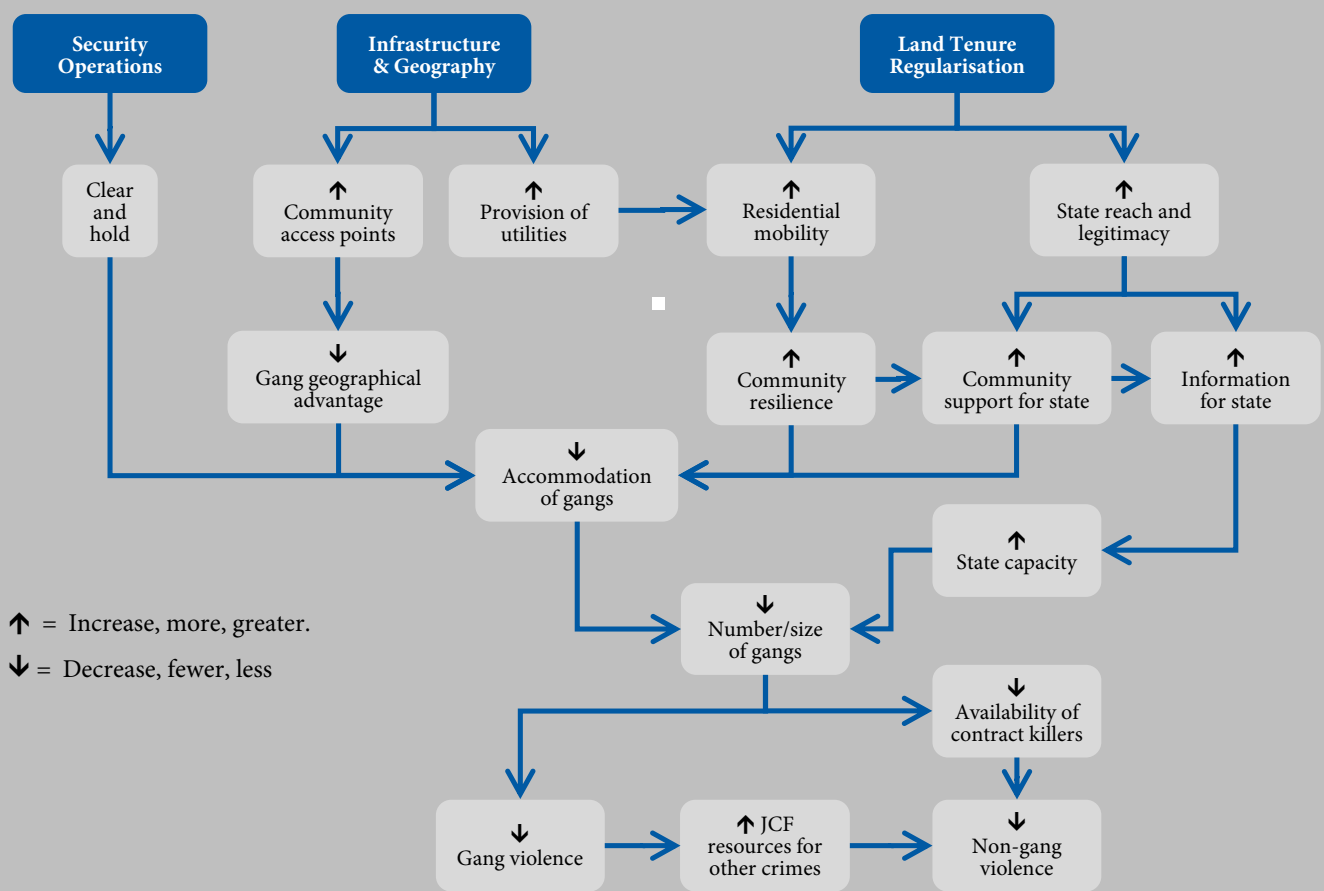 Security
Operations
Infrastructure
& Geography
Land Tenure
Regularisation
Clear
and
hold
↑
Community
access points
↑
Provision of
utilities
↑
Residential
mobility
↑
State reach and
legitimacy
↓
Gang geographical
advantage
↑
Community
resilience
↑
Community
support for state
↑
Information
for state
↓
Accommodation
of gangs
↑
State capacity
↓
Number/size
of gangs
↑ = Increase, more, greater.
↓ = Decrease, fewer, less
↓
Availability of
contract killers
↓
Gang violence
↑ JCF
resources for
other crimes
↓
Non-gang
violence